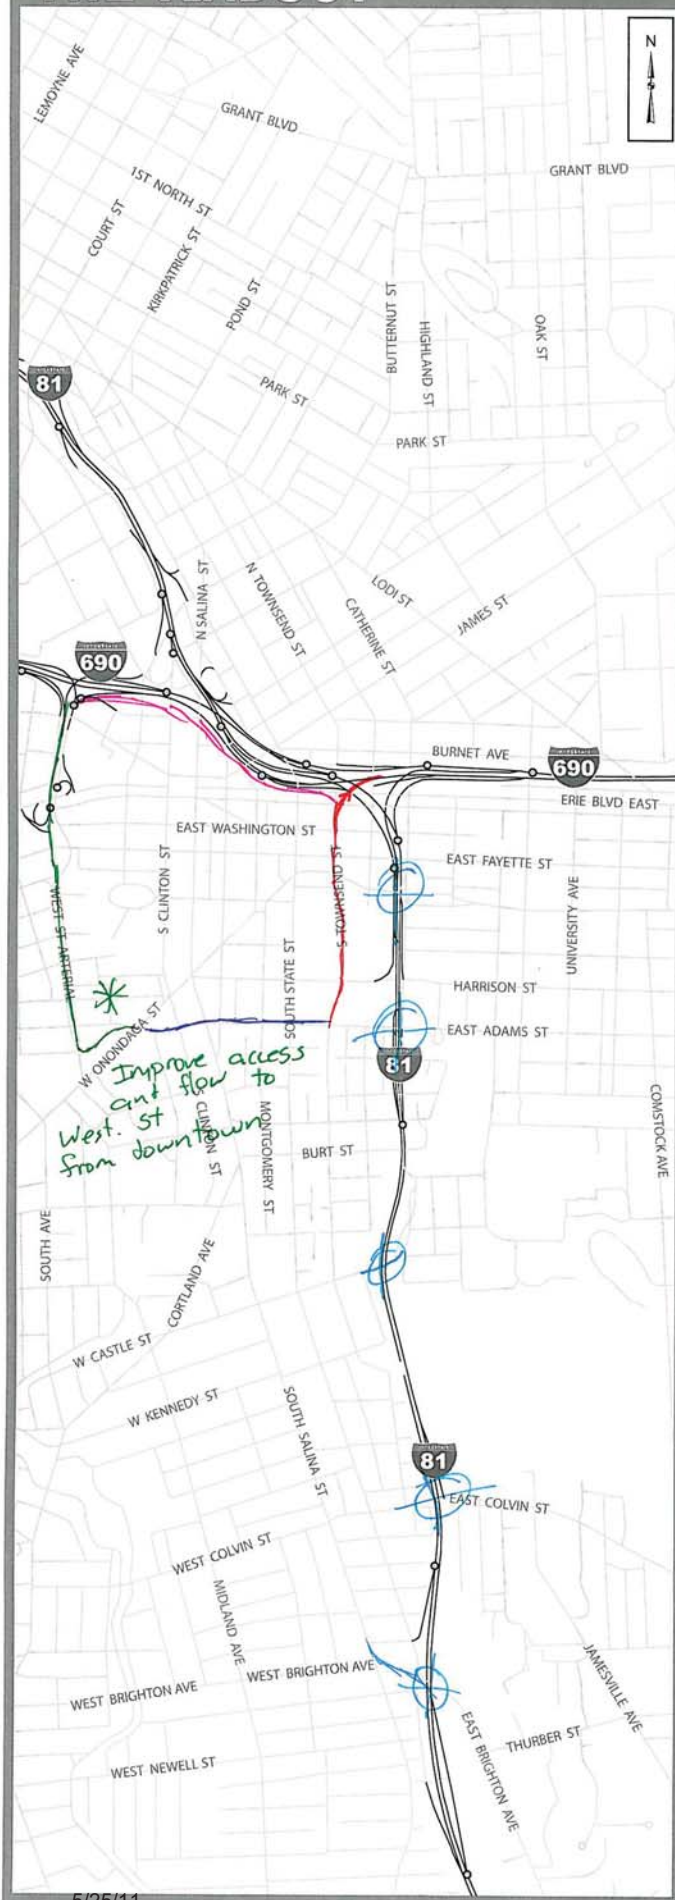 N
LEMOYNE AVE
GRANT BLVD
GRANT BLVD
1ST NORTH ST
COURT ST
KIRKPATRICK ST
POND ST
BUTTERNUT ST
HIGHLAND ST
OAK ST
81
PARK ST
PARK ST
N SALINA ST
N TOWNSEND ST
LODI ST
CATHERINE ST
JAMES ST
690
BURNET AVE
690
ERIE BLVD EAST
EAST WASHINGTON ST
S CLINTON ST
S TOWNSEND ST
EAST FAYETTE ST
UNIVERSITY AVE
WEST ST ARTERIAL
SOUTH STATE ST
HARRISON ST
EAST ADAMS ST
W ONONDAGA ST
81
Improve access
and flow to
West. St
from downtown
S CLINTON ST
MONTGOMERY ST
BURT ST
COMSTOCK AVE
SOUTH AVE
CORTLAND AVE
W CASTLE ST
W KENNEDY ST
SOUTH SALINA ST
81
EAST COLVIN ST
WEST COLVIN ST
MIDLAND AVE
WEST BRIGHTON AVE
WEST BRIGHTON AVE
JAMESVILLE AVE
EAST BRIGHTON AVE
THURBER ST
WEST NEWELL ST
5/25/11